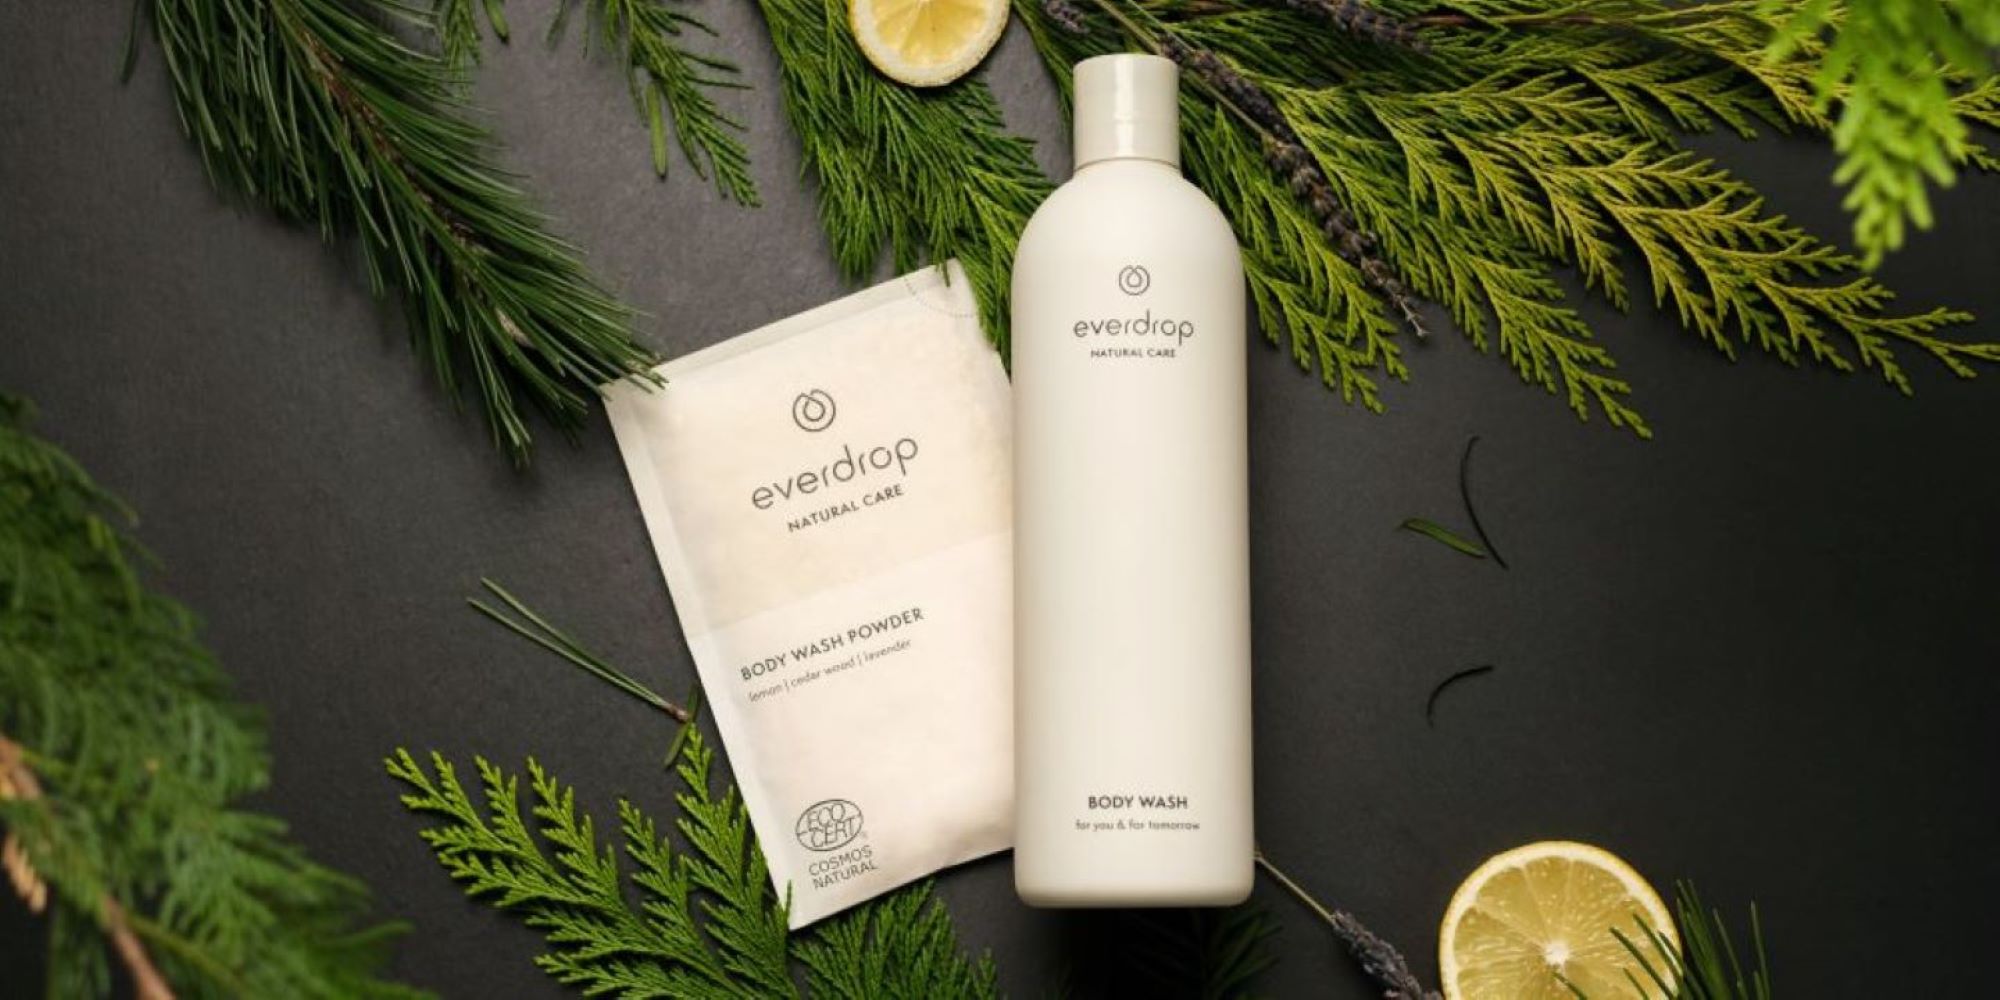 everdrop
NATURAL CARE
BODY WASH POWDER
lemon | cedar wood | lavender
ECO
CERT
COSMOS
NATURAL
everdrop
NATURAL CARE
BODY WASH
for you & for tomorrow